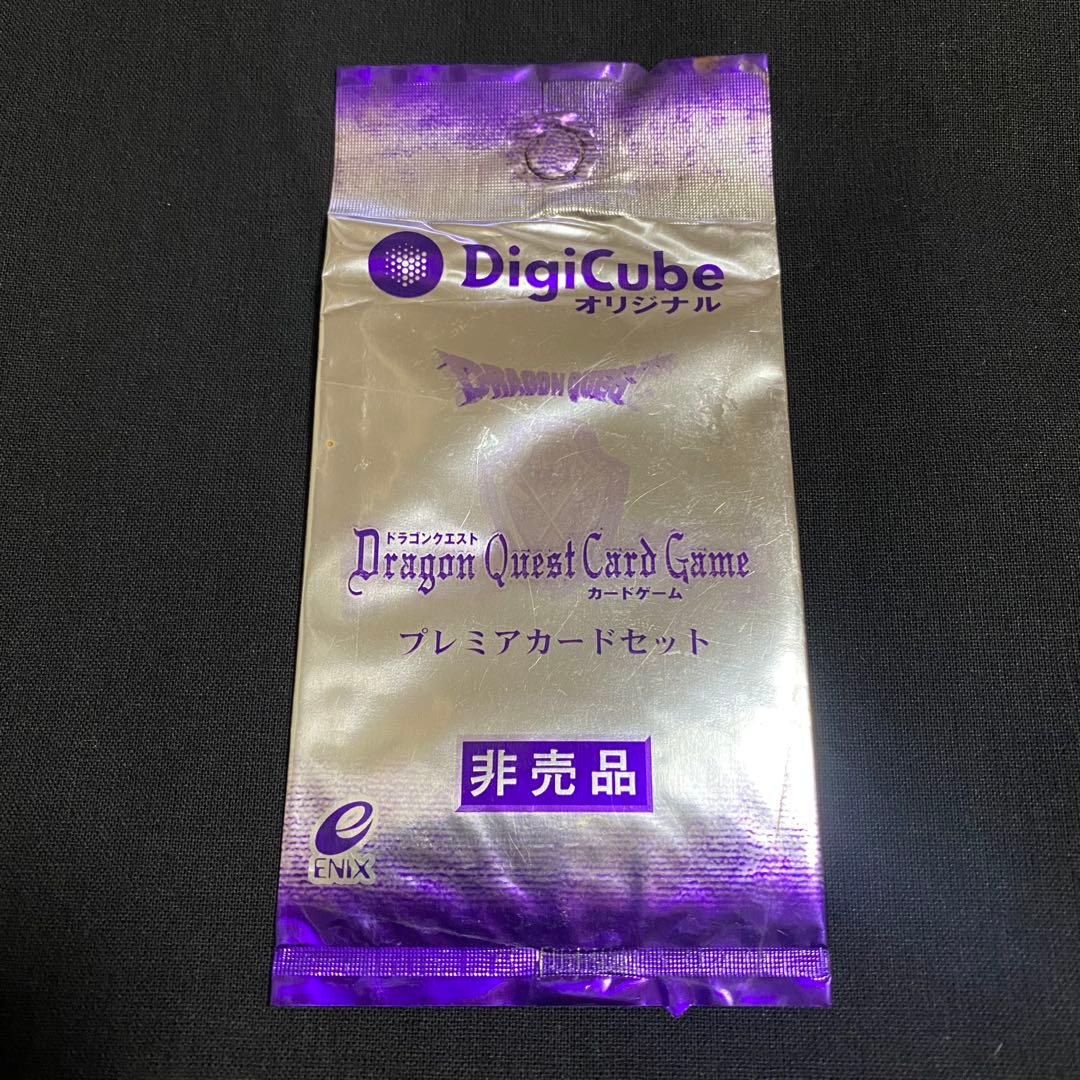 DigiCube
オリジナル
DRAGON QUEST
ドラゴンクエスト
Dragon Quest Card Game
カードゲーム
プレミアカードセット
非売品
e
ENIX